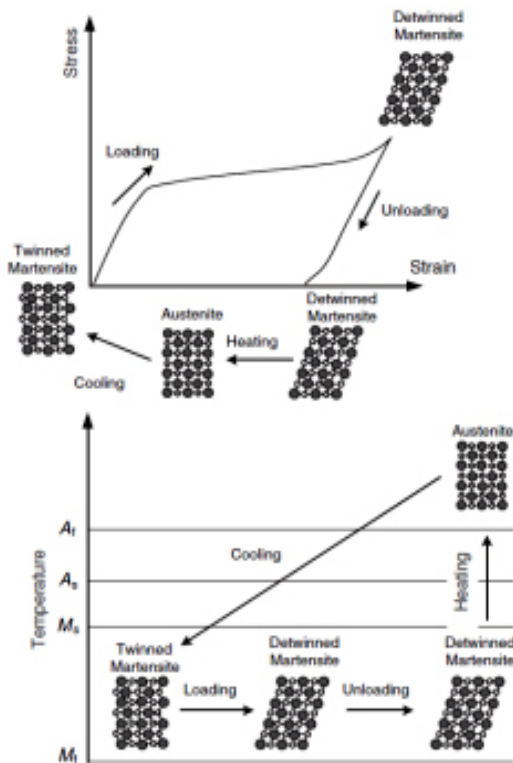 Detwinned
Martensite
Stress
Loading
Unloading
Twinned
Martensite
Strain
Austenite
Detwinned
Martensite
Heating
Cooling
Austenite
Af
Cooling
As
Heating
Temperature
Ms
Twinned
Martensite
Detwinned
Martensite
Detwinned
Martensite
Loading
Unloading
Mf